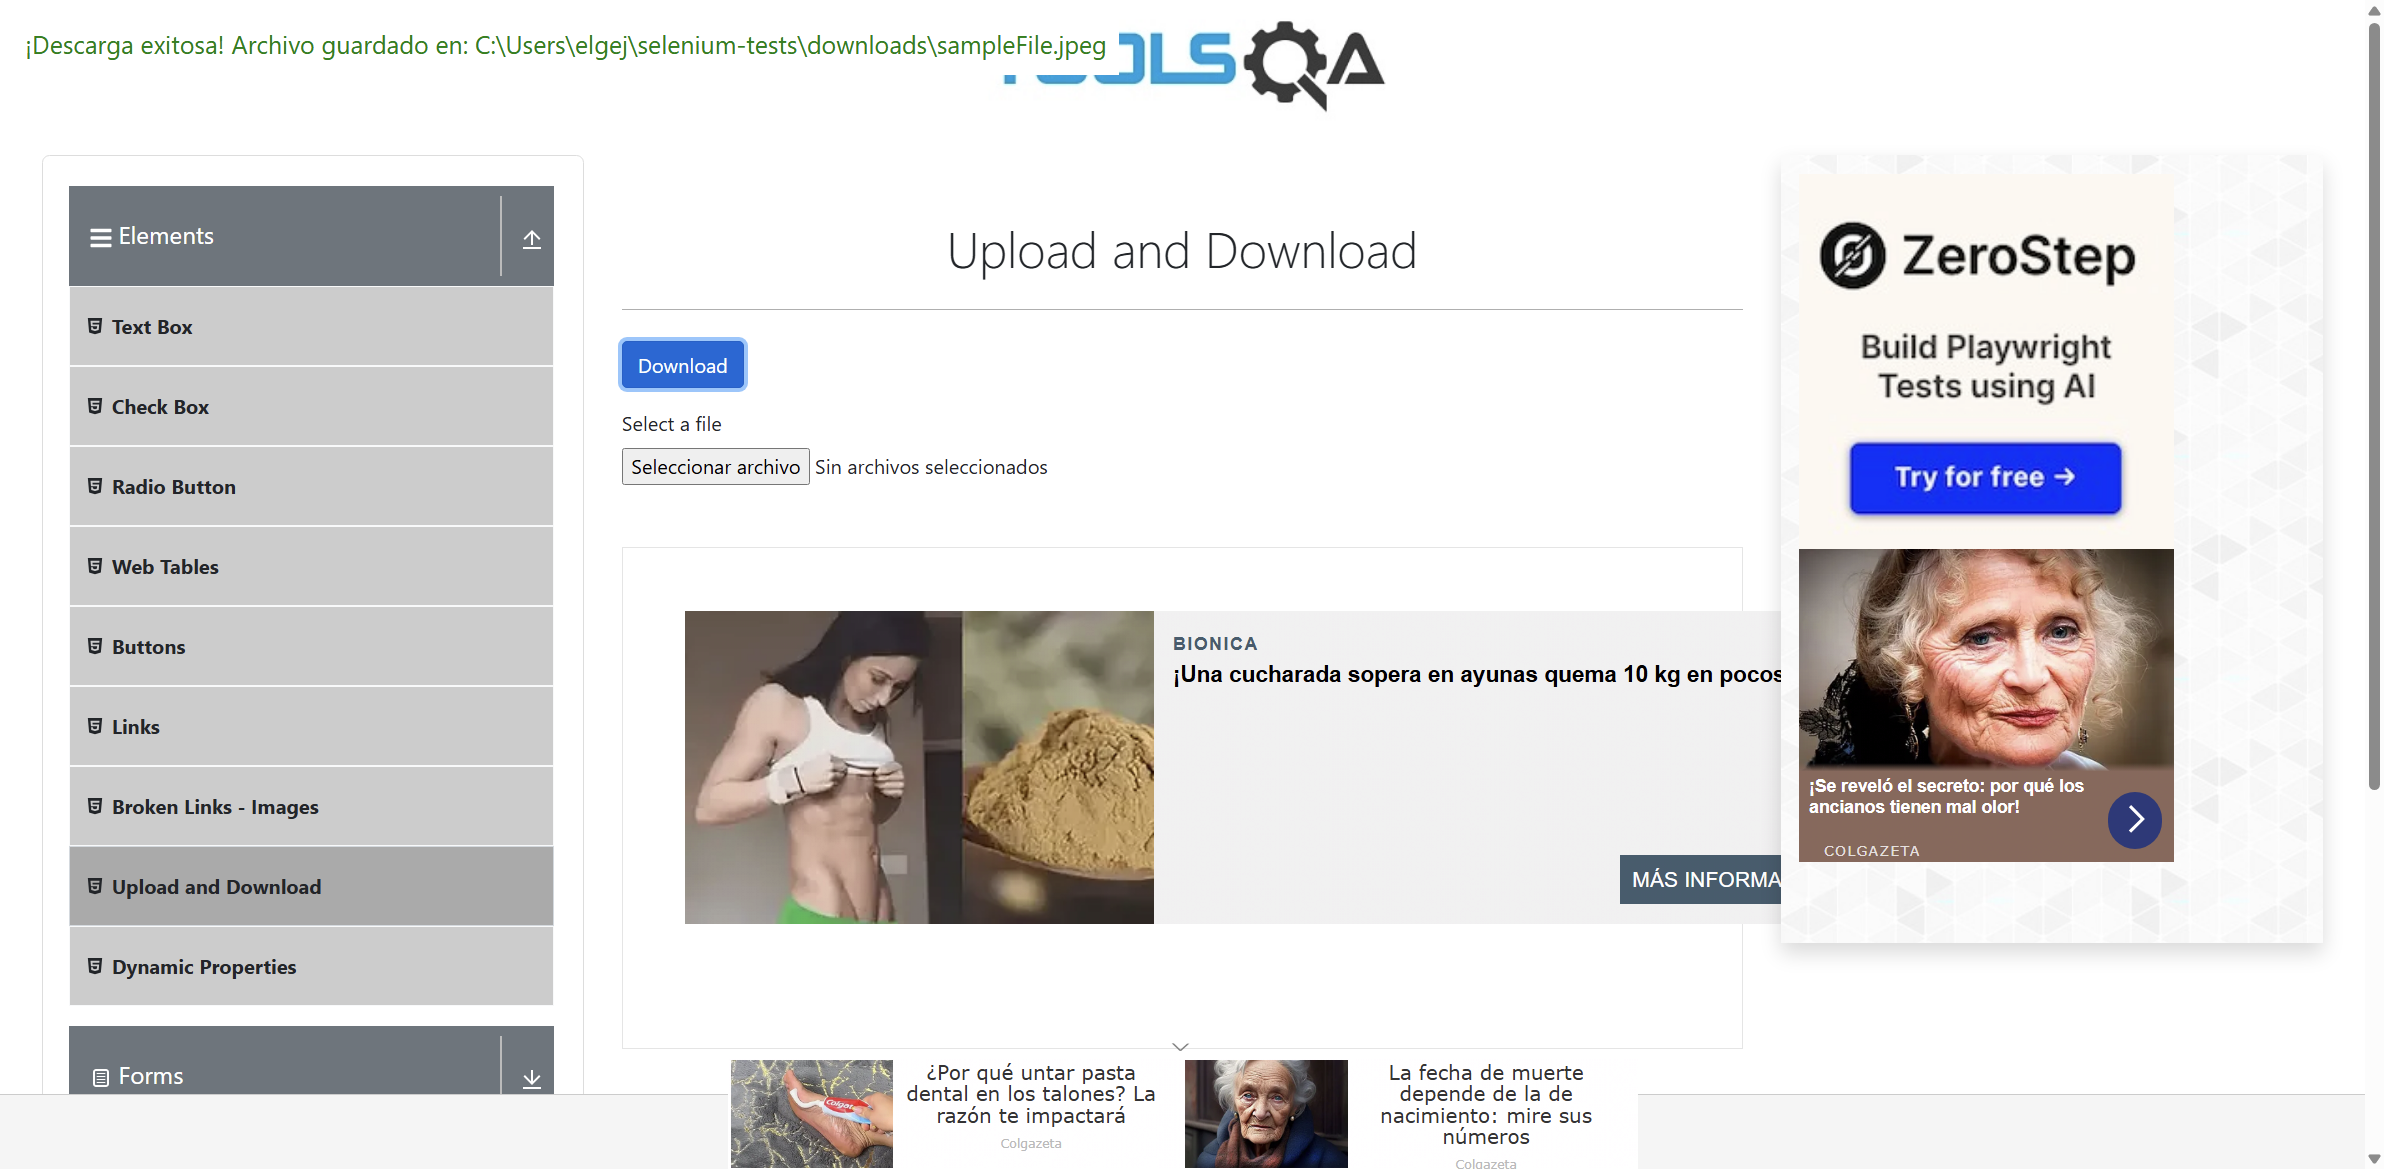 ¡Descarga exitosa! Archivo guardado en: C:\Users\elgej\selenium-tests\downloads\sampleFile.jpeg
TOOLSQA
Elements
Text Box
Check Box
Radio Button
Web Tables
Buttons
Links
Broken Links - Images
Upload and Download
Dynamic Properties
Forms
Upload and Download
Download
Select a file
Seleccionar archivo Sin archivos seleccionados
BIONICA
¡Una cucharada sopera en ayunas quema 10 kg en pocos
MÁS INFORMA
ZeroStep
Build Playwright
Tests using AI
Try for free →
¡Se reveló el secreto: por qué los
ancianos tienen mal olor!
COLGAZETA
Colgate
¿Por qué untar pasta
dental en los talones? La
razón te impactará
Colgazeta
La fecha de muerte
depende de la de
nacimiento: mire sus
números
Colgazeta